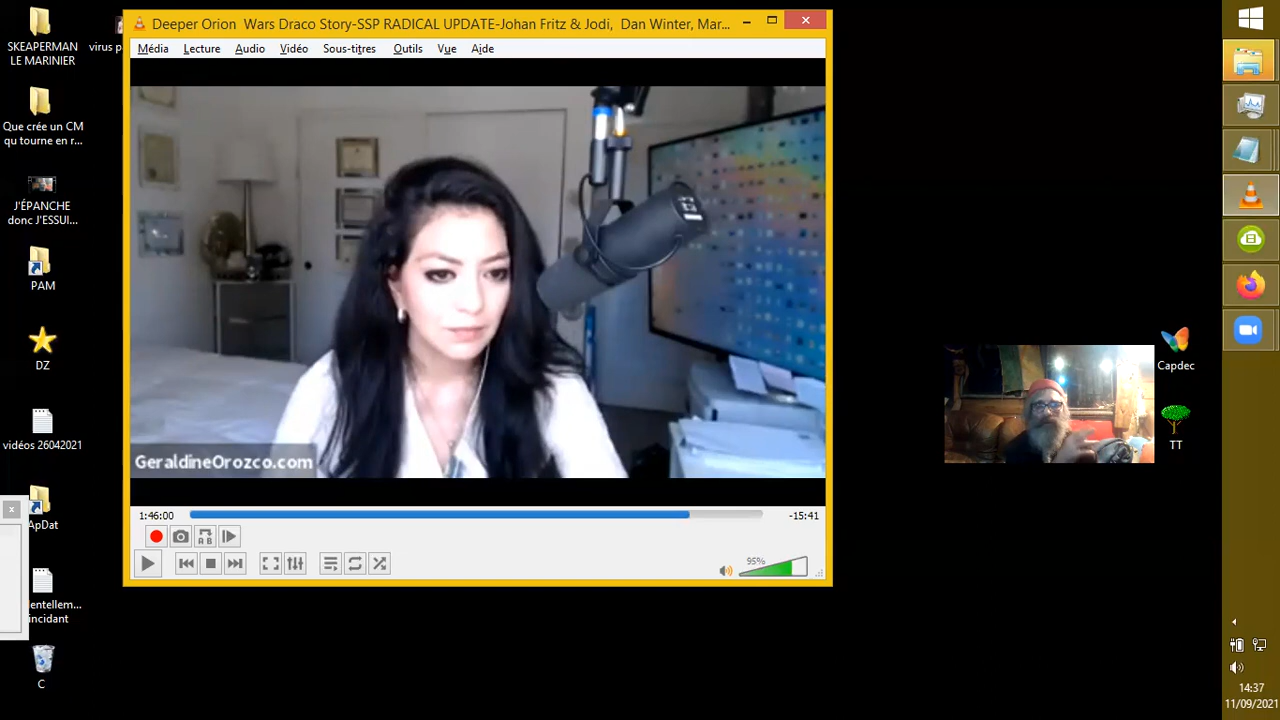 SKEAPERMAN
LE MARINIER
virus p
Que crée un CM
qu tourne en r...
J'ÉPANCHE
donc J'ESSUI...
PAM
DZ
vidéos 26042021
x
ApDat
entellem...
incidant
C
Deeper Orion Wars Draco Story-SSP RADICAL UPDATE-Johan Fritz & Jodi, Dan Winter, Mar...
Média Lecture Audio Vidéo Sous-titres Outils Vue Aide
GeraldineOrozco.com
1:46:00
-15:41
A B
95%
Capdec
TT
14:37
11/09/2021